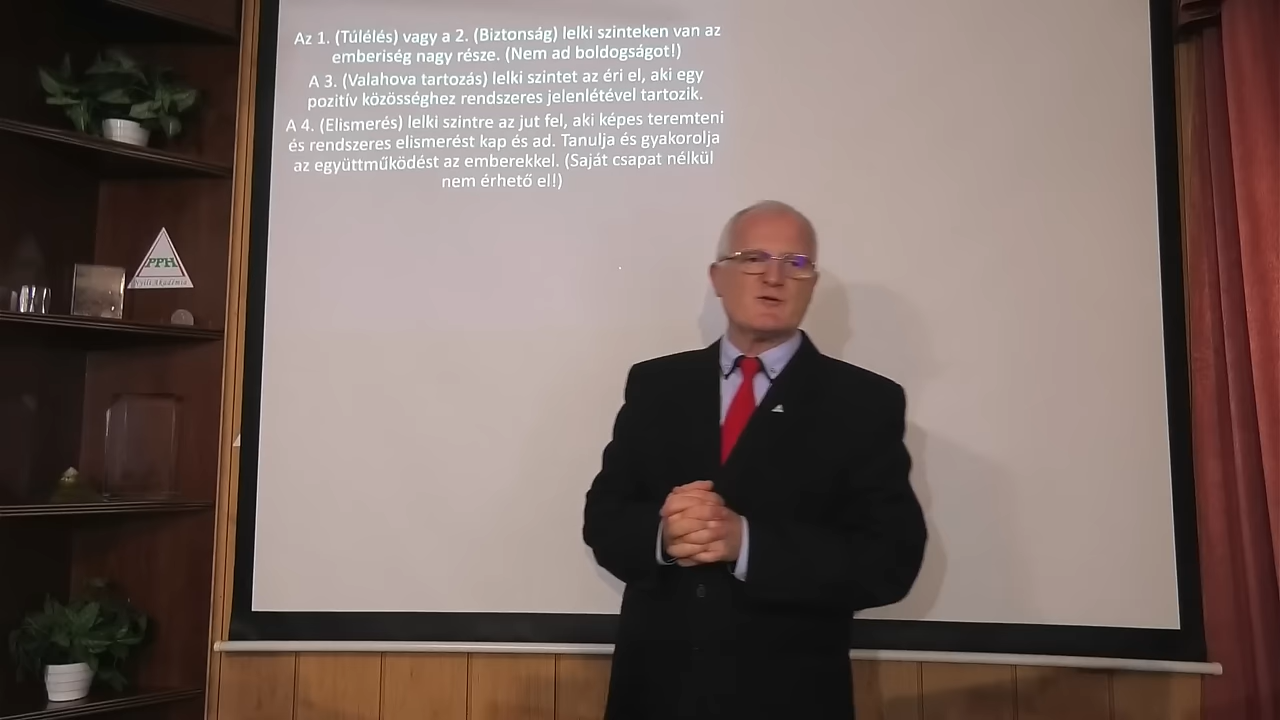 Az 1. (Túlélés) vagy a 2. (Biztonság) lelki szinteken van az
emberiség nagy része. (Nem ad boldogságot!)
A 3. (Valahova tartozás) lelki szintet az éri el, aki egy
pozitív közösséghez rendszeres jelenlétével tartozik.
A 4. (Elismerés) lelki szintre az jut fel, aki képes teremteni
és rendszeres elismerést kap és ad. Tanulja és gyakorolja
az együttműködést az emberekkel. (Saját csapat nélkül
nem érhető el!)
PPH
Nyílt Akadémia